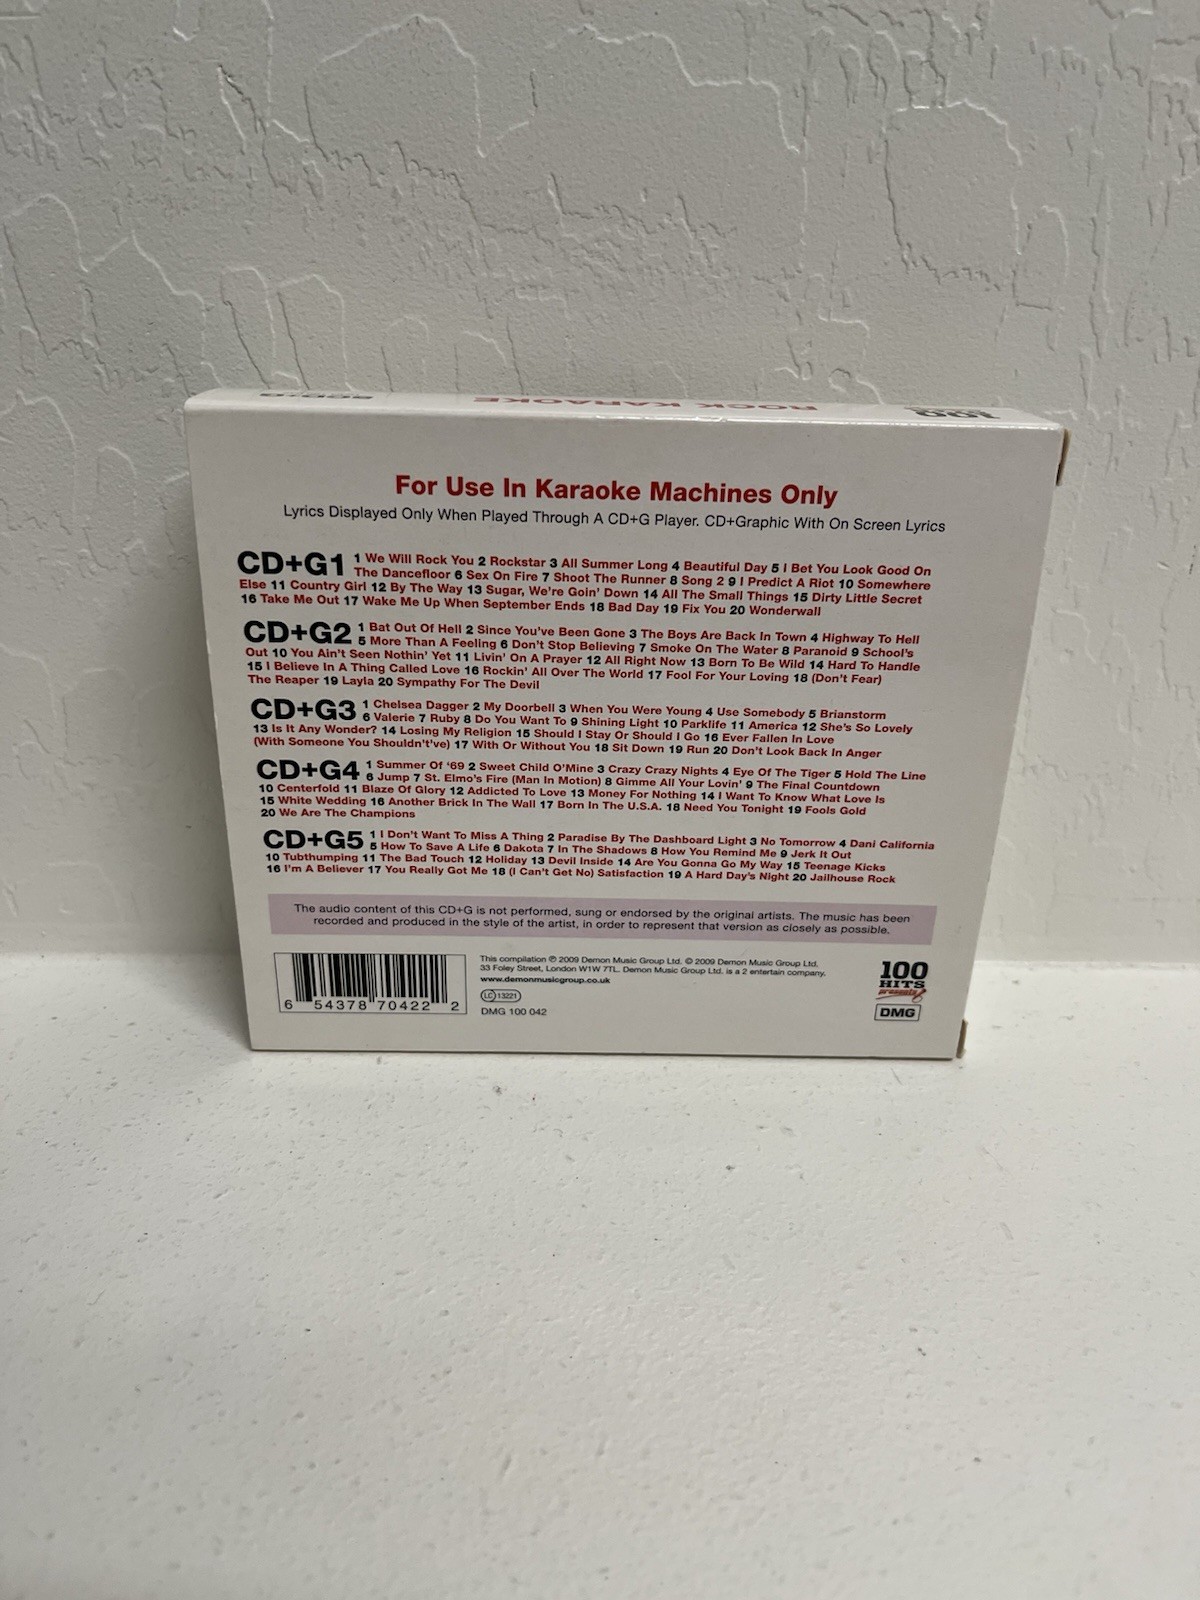 ROCK KARAOKE
100
For Use In Karaoke Machines Only
Lyrics Displayed Only When Played Through A CD+G Player. CD+Graphic With On Screen Lyrics
CD+G1 1 We Will Rock You 2 Rockstar 3 All Summer Long 4 Beautiful Day 5 I Bet You Look Good On
The Dancefloor 6 Sex On Fire 7 Shoot The Runner 8 Song 2 9 I Predict A Riot 10 Somewhere
Else 11 Country Girl 12 By The Way 13 Sugar, We're Goin' Down 14 All The Small Things 15 Dirty Little Secret
16 Take Me Out 17 Wake Me Up When September Ends 18 Bad Day 19 Fix You 20 Wonderwall
CD+G2 1 Bat Out Of Hell 2 Since You've Been Gone 3 The Boys Are Back In Town 4 Highway To Hell
5 More Than A Feeling 6 Don't Stop Believing 7 Smoke On The Water 8 Paranoid 9 School's
Out 10 You Ain't Seen Nothin' Yet 11 Livin' On A Prayer 12 All Right Now 13 Born To Be Wild 14 Hard To Handle
15 I Believe In A Thing Called Love 16 Rockin' All Over The World 17 Fool For Your Loving 18 (Don't Fear)
The Reaper 19 Layla 20 Sympathy For The Devil
CD+G3 1 Chelsea Dagger 2 My Doorbell 3 When You Were Young 4 Use Somebody 5 Brianstorm
6 Valerie 7 Ruby 8 Do You Want To 9 Shining Light 10 Parklife 11 America 12 She's So Lovely
13 Is It Any Wonder? 14 Losing My Religion 15 Should I Stay Or Should I Go 16 Ever Fallen In Love
(With Someone You Shouldn't've) 17 With Or Without You 18 Sit Down 19 Run 20 Don't Look Back In Anger
CD+G4 1 Summer Of '69 2 Sweet Child O'Mine 3 Crazy Crazy Nights 4 Eye Of The Tiger 5 Hold The Line
6 Jump 7 St. Elmo's Fire (Man In Motion) 8 Gimme All Your Lovin' 9 The Final Countdown
10 Centerfold 11 Blaze Of Glory 12 Addicted To Love 13 Money For Nothing 14 I Want To Know What Love Is
15 White Wedding 16 Another Brick In The Wall 17 Born In The U.S.A. 18 Need You Tonight 19 Fools Gold
20 We Are The Champions
CD+G5 1 I Don't Want To Miss A Thing 2 Paradise By The Dashboard Light 3 No Tomorrow 4 Dani California
5 How To Save A Life 6 Dakota 7 In The Shadows 8 How You Remind Me 9 Jerk It Out
10 Tubthumping 11 The Bad Touch 12 Holiday 13 Devil Inside 14 Are You Gonna Go My Way 15 Teenage Kicks
16 I'm A Believer 17 You Really Got Me 18 (I Can't Get No) Satisfaction 19 A Hard Day's Night 20 Jailhouse Rock
The audio content of this CD+G is not performed, sung or endorsed by the original artists. The music has been
recorded and produced in the style of the artist, in order to represent that version as closely as possible.
This compilation ℗ 2009 Demon Music Group Ltd. © 2009 Demon Music Group Ltd,
33 Foley Street, London W1W 7TL. Demon Music Group Ltd. is a 2 entertain company.
www.demonmusicgroup.co.uk
LC 13221
DMG 100 042
6 54378 70422 2
100
HITS
presents
DMG